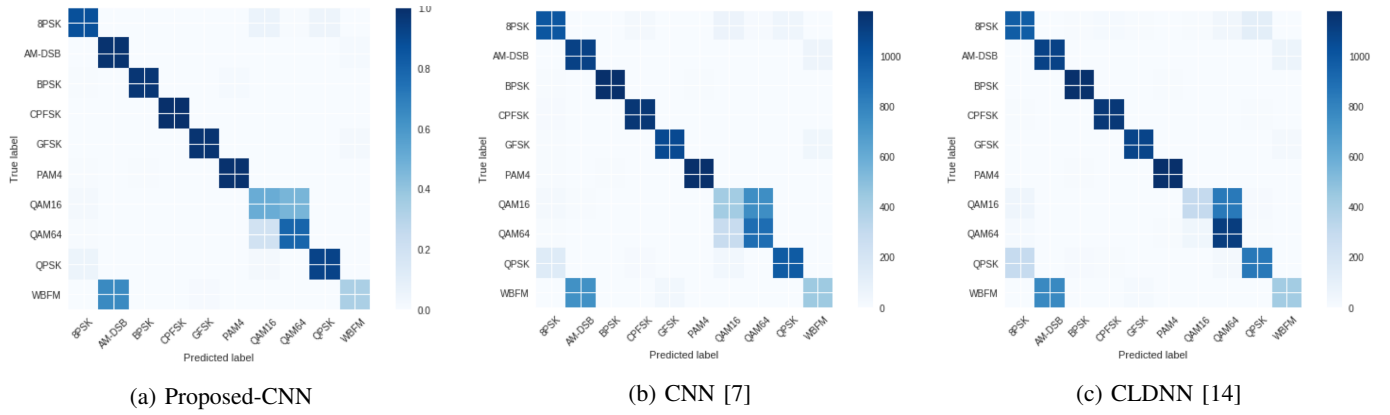 True label
8PSK
AM-DSB
BPSK
CPFSK
GFSK
PAM4
QAM16
QAM64
QPSK
WBFM
8PSK
AM-DSB
BPSK
CPFSK
GFSK
PAM4
QAM16
QAM64
QPSK
WBFM
Predicted label
1.0
0.8
0.6
0.4
0.2
0.0
(a) Proposed-CNN
True label
8PSK
AM-DSB
BPSK
CPFSK
GFSK
PAM4
QAM16
QAM64
QPSK
WBFM
8PSK
AM-DSB
BPSK
CPFSK
GFSK
PAM4
QAM16
QAM64
QPSK
WBFM
Predicted label
1000
800
600
400
200
0
(b) CNN [7]
True label
8PSK
AM-DSB
BPSK
CPFSK
GFSK
PAM4
QAM16
QAM64
QPSK
WBFM
8PSK
AM-DSB
BPSK
CPFSK
GFSK
PAM4
QAM16
QAM64
QPSK
WBFM
Predicted label
1000
800
600
400
200
0
(c) CLDNN [14]